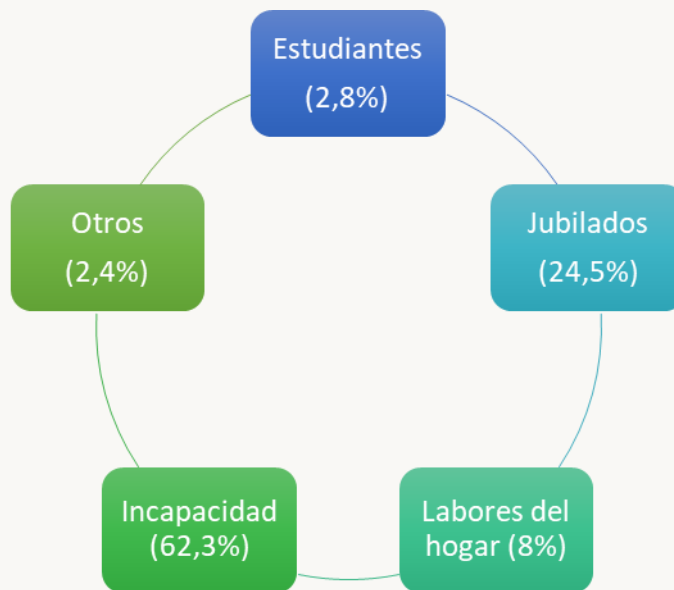 Estudiantes
(2,8%)
Jubilados
(24,5%)
Labores del
hogar (8%)
Incapacidad
(62,3%)
Otros
(2,4%)